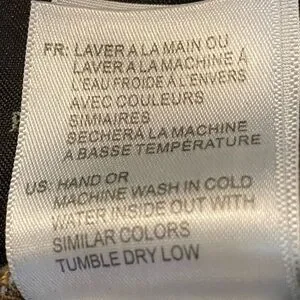 FR: LAVER A LA MAIN OU
LAVER A LA MACHINE À
L'EAU FROIDE À L'ENVERS
AVEC COULEURS
SIMIAIRES
SECHER À LA MACHINE
A BASSE TEMPÉRATURE
US: HAND OR
MACHINE WASH IN COLD
WATER INSIDE OUT WITH
SIMILAR COLORS
TUMBLE DRY LOW